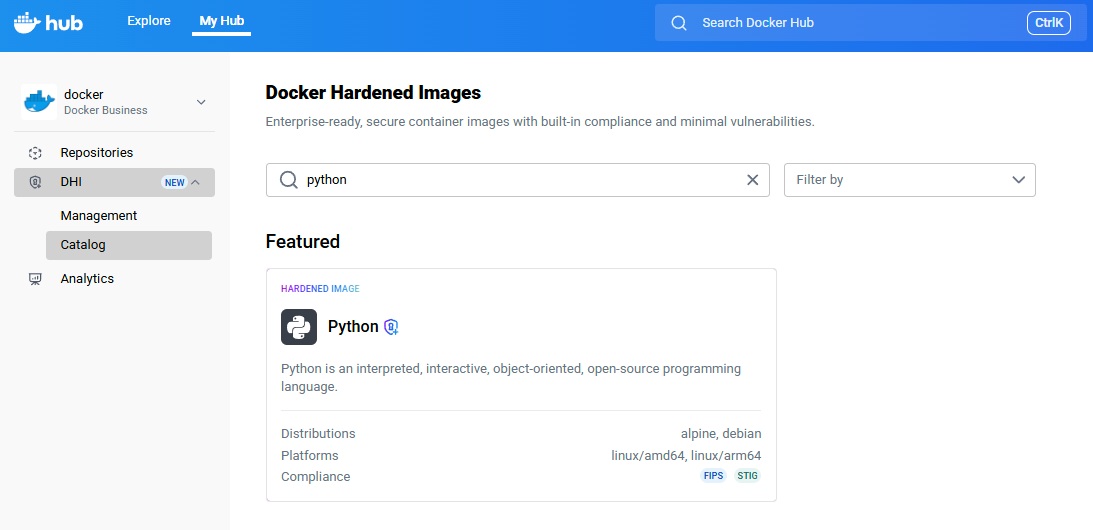 hub
Explore
My Hub
Search Docker Hub
CtrlK
docker
Docker Business
Repositories
DHI
NEW
Management
Catalog
Analytics
Docker Hardened Images
Enterprise-ready, secure container images with built-in compliance and minimal vulnerabilities.
python
Filter by
Featured
HARDENED IMAGE
Python
Python is an interpreted, interactive, object-oriented, open-source programming
language.
Distributions alpine, debian
Platforms linux/amd64, linux/arm64
Compliance FIPS STIG